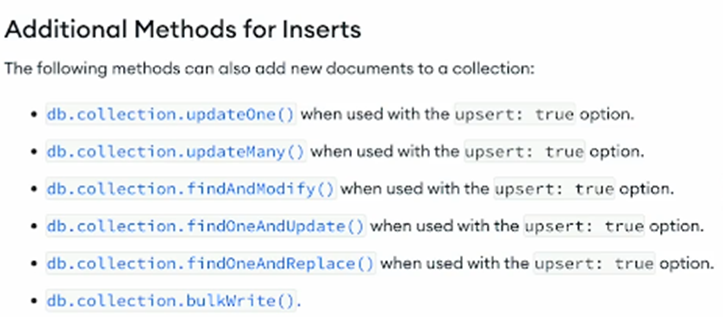 Additional Methods for Inserts
The following methods can also add new documents to a collection:
• db.collection.updateOne() when used with the upsert: true option.
• db.collection.updateMany() when used with the upsert: true option.
• db.collection.findAndModify() when used with the upsert: true option.
• db.collection.findOneAndUpdate() when used with the upsert: true option.
• db.collection.findOneAndReplace() when used with the upsert: true option.
• db.collection.bulkWrite().